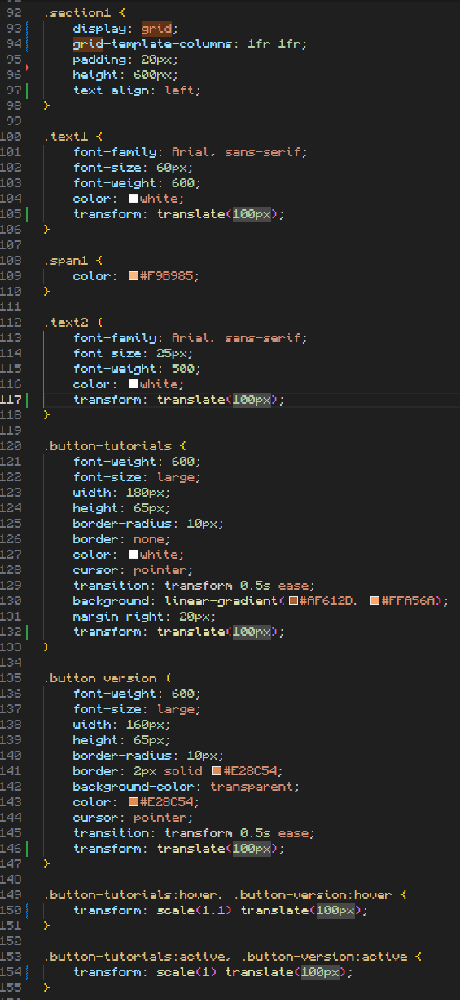 92 .section1 {
93 display: grid;
94 grid-template-columns: 1fr 1fr;
95 padding: 20px;
96 height: 600px;
97 text-align: left;
98 }
99
100 .text1 {
101 font-family: Arial, sans-serif;
102 font-size: 60px;
103 font-weight: 600;
104 color: white;
105 transform: translate(100px);
106 }
107
108 .span1 {
109 color: #F9B985;
110 }
111
112 .text2 {
113 font-family: Arial, sans-serif;
114 font-size: 25px;
115 font-weight: 500;
116 color: white;
117 transform: translate(100px);
118 }
119
120 .button-tutorials {
121 font-weight: 600;
122 font-size: large;
123 width: 180px;
124 height: 65px;
125 border-radius: 10px;
126 border: none;
127 color: white;
128 cursor: pointer;
129 transition: transform 0.5s ease;
130 background: linear-gradient(#AF612D, #FFA56A);
131 margin-right: 20px;
132 transform: translate(100px);
133 }
134
135 .button-version {
136 font-weight: 600;
137 font-size: large;
138 width: 160px;
139 height: 65px;
140 border-radius: 10px;
141 border: 2px solid #E28C54;
142 background-color: transparent;
143 color: #E28C54;
144 cursor: pointer;
145 transition: transform 0.5s ease;
146 transform: translate(100px);
147 }
148
149 .button-tutorials:hover, .button-version:hover {
150 transform: scale(1.1) translate(100px);
151 }
152
153 .button-tutorials:active, .button-version:active {
154 transform: scale(1) translate(100px);
155 }